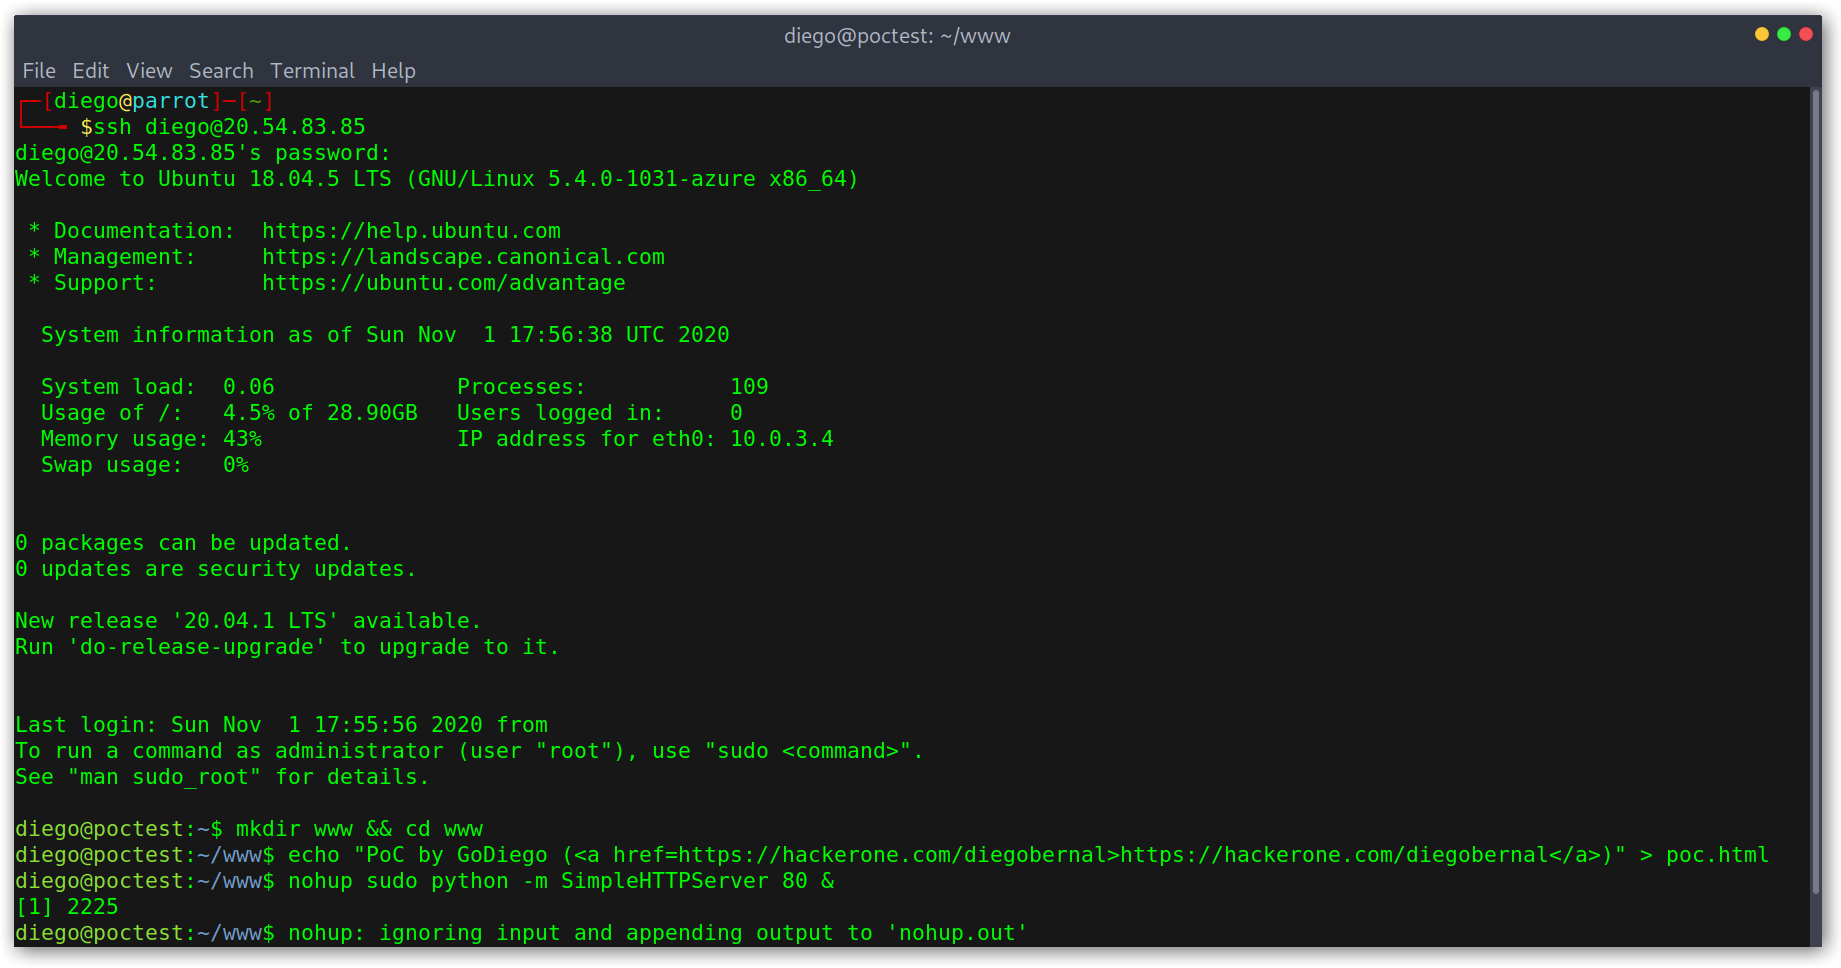 diego@poctest: ~/www
File Edit View Search Terminal Help
┌─[diego@parrot]─[~]
└──╼ $ssh diego@20.54.83.85
diego@20.54.83.85's password:
Welcome to Ubuntu 18.04.5 LTS (GNU/Linux 5.4.0-1031-azure x86_64)
 * Documentation:  https://help.ubuntu.com
 * Management:     https://landscape.canonical.com
 * Support:        https://ubuntu.com/advantage
  System information as of Sun Nov  1 17:56:38 UTC 2020
  System load:  0.06              Processes:           109
  Usage of /:   4.5% of 28.90GB   Users logged in:     0
  Memory usage: 43%               IP address for eth0: 10.0.3.4
  Swap usage:   0%
0 packages can be updated.
0 updates are security updates.
New release '20.04.1 LTS' available.
Run 'do-release-upgrade' to upgrade to it.
Last login: Sun Nov  1 17:55:56 2020 from
To run a command as administrator (user "root"), use "sudo <command>".
See "man sudo_root" for details.
diego@poctest:~$ mkdir www && cd www
diego@poctest:~/www$ echo "PoC by GoDiego (<a href=https://hackerone.com/diegobernal>https://hackerone.com/diegobernal</a>)" > poc.html
diego@poctest:~/www$ nohup sudo python -m SimpleHTTPServer 80 &
[1] 2225
diego@poctest:~/www$ nohup: ignoring input and appending output to 'nohup.out'